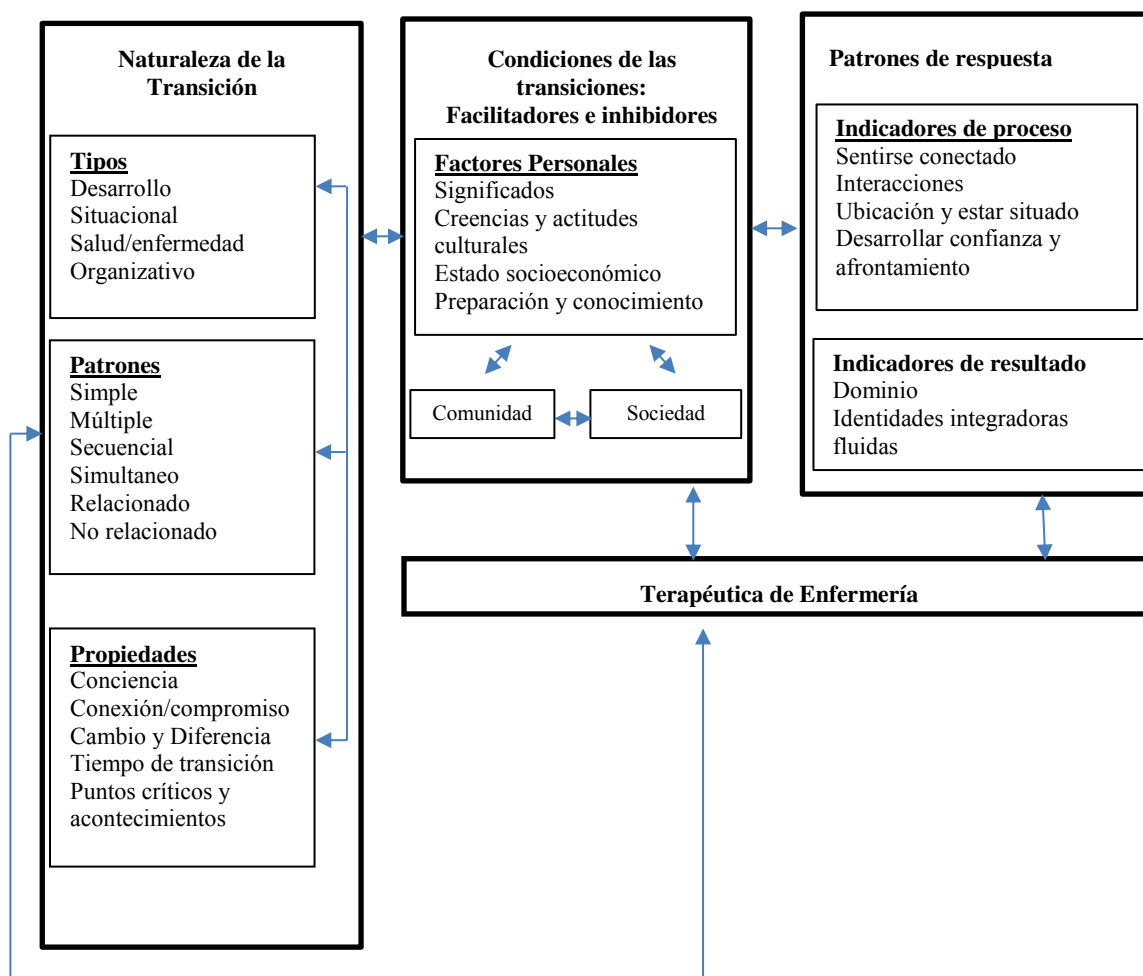 Naturaleza de la
Transición
Tipos
Desarrollo
Situacional
Salud/enfermedad
Organizativo
Patrones
Simple
Múltiple
Secuencial
Simultaneo
Relacionado
No relacionado
Propiedades
Conciencia
Conexión/compromiso
Cambio y Diferencia
Tiempo de transición
Puntos críticos y
acontecimientos
Condiciones de las
transiciones:
Facilitadores e inhibidores
Factores Personales
Significados
Creencias y actitudes
culturales
Estado socioeconómico
Preparación y conocimiento
Comunidad
Sociedad
Patrones de respuesta
Indicadores de proceso
Sentirse conectado
Interacciones
Ubicación y estar situado
Desarrollar confianza y
afrontamiento
Indicadores de resultado
Dominio
Identidades integradoras
fluidas
Terapéutica de Enfermería